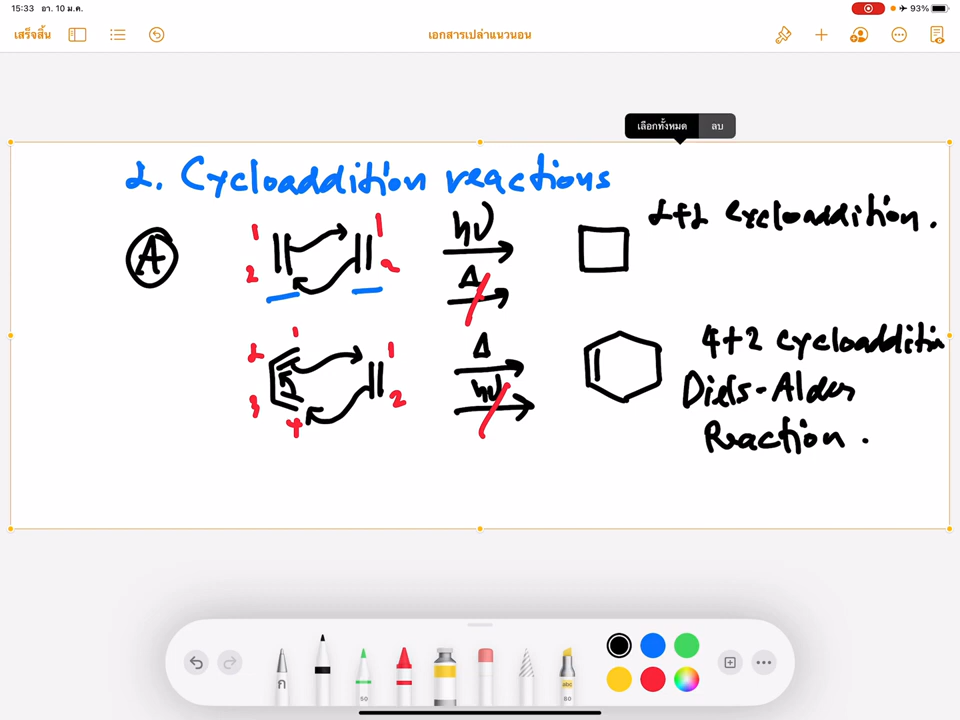 15:33 อา. 10 ม.ค.
93%
เสร็จสิ้น
เอกสารเปล่าแนวนอน
เลือกทั้งหมด ลบ
2. Cycloaddition reactions
2+2 Cycloaddition.
A
1 1 hν
2 2 Δ
1
2 1 Δ
4+2 Cycloadditin
3 2 hν
4
Diels-Alder
Reaction.
50
80